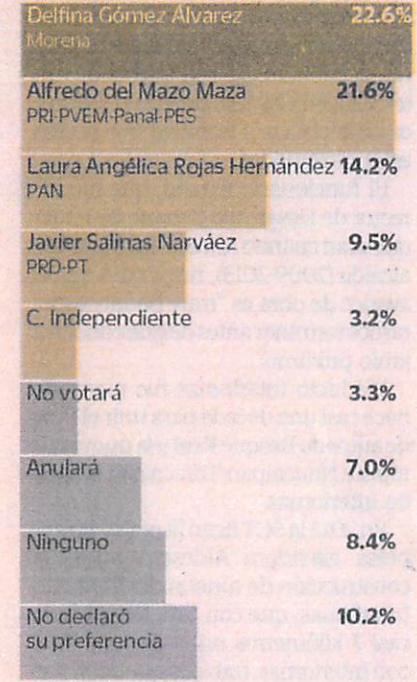 Delfina Gómez Álvarez 22.6%
Morena
Alfredo del Mazo Maza 21.6%
PRI-PVEM-Panal-PES
Laura Angélica Rojas Hernández 14.2%
PAN
Javier Salinas Narváez 9.5%
PRD-PT
C. Independiente 3.2%
No votará 3.3%
Anulará 7.0%
Ninguno 8.4%
No declaró 10.2%
su preferencia